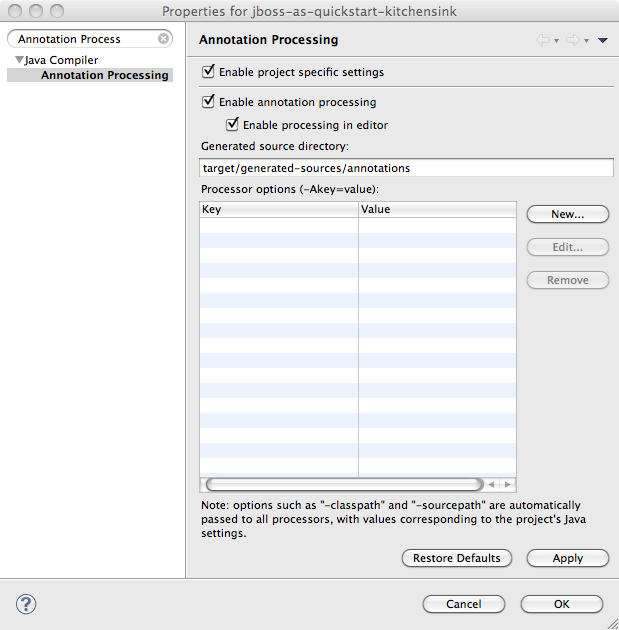 Properties for jboss-as-quickstart-kitchensink
Annotation Process
Java Compiler
Annotation Processing
Annotation Processing
Enable project specific settings
Enable annotation processing
Enable processing in editor
Generated source directory:
target/generated-sources/annotations
Processor options (-Akey=value):
Key Value
New...
Edit...
Remove
Note: options such as "-classpath" and "-sourcepath" are automatically
passed to all processors, with values corresponding to the project's Java
settings.
Restore Defaults Apply
? Cancel OK